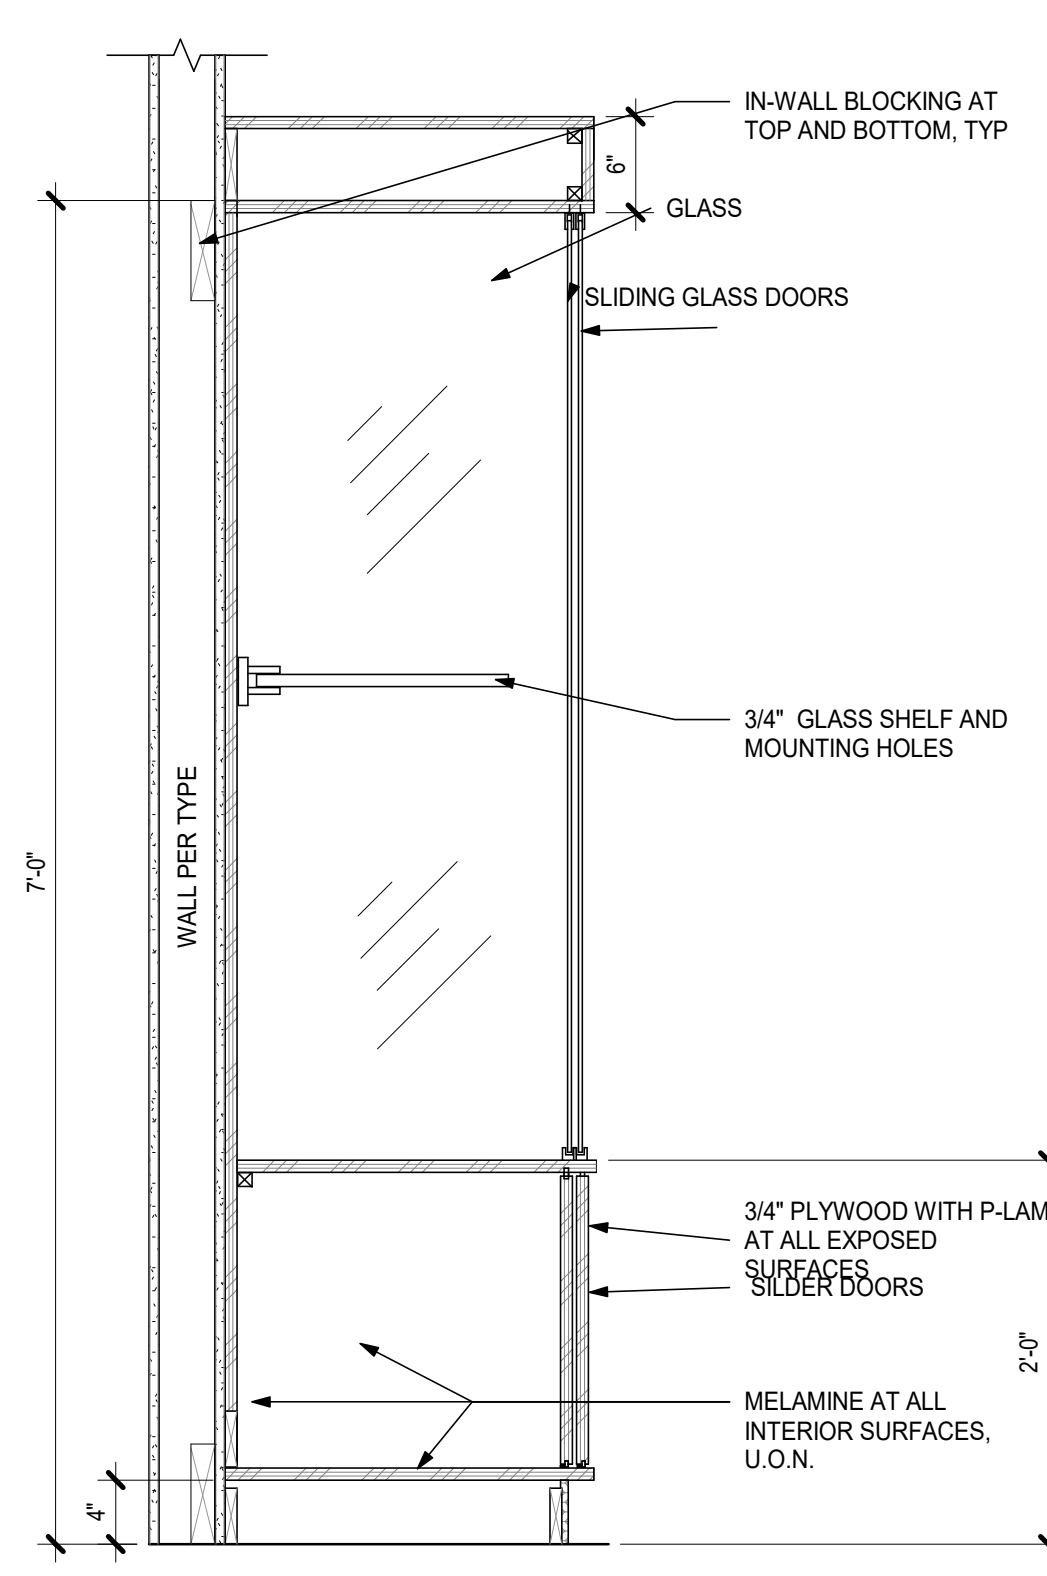 IN-WALL BLOCKING AT
TOP AND BOTTOM, TYP
6"
GLASS
SLIDING GLASS DOORS
3/4"  GLASS SHELF AND
MOUNTING HOLES
WALL PER TYPE
7'-0"
3/4" PLYWOOD WITH P-LAM
AT ALL EXPOSED
SURFACES
SILDER DOORS
2'-0"
MELAMINE AT ALL
INTERIOR SURFACES,
U.O.N.
4"